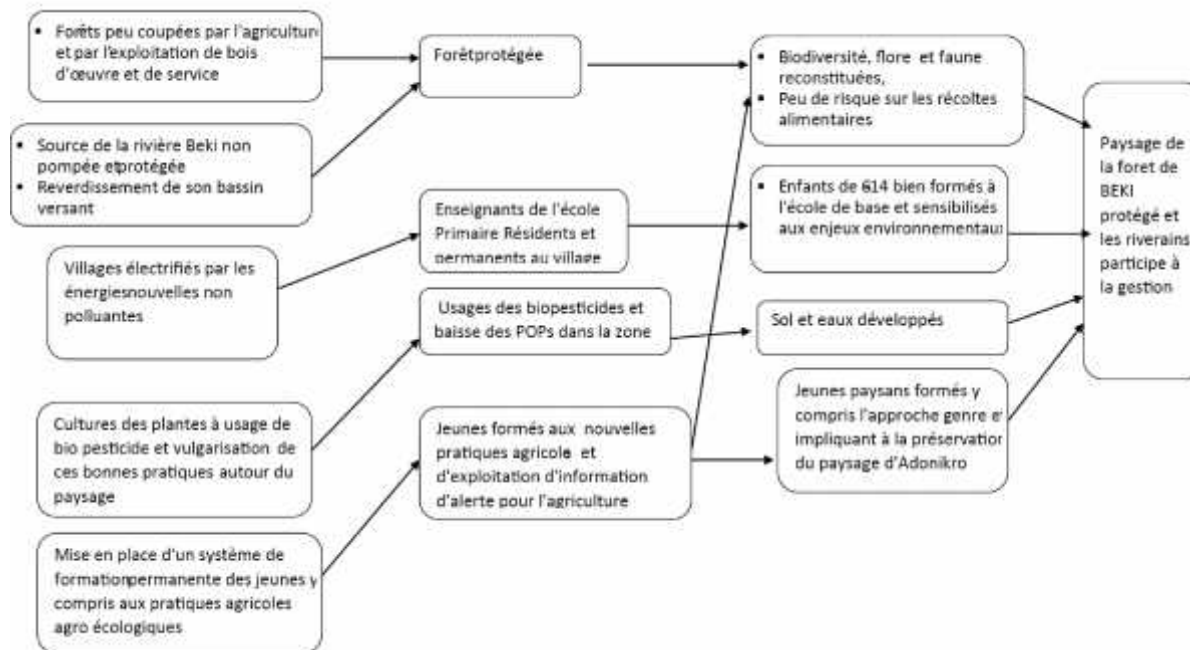 ▪ Forêts peu coupées par l'agriculture
et par l'exploitation de bois
d'œuvre et de service
▪ Source de la rivière Beki non
pompée etprotégée
▪ Reverdissement de son bassin
versant
Villages électrifiés par les
énergiesnouvelles non
polluantes
Cultures des plantes à usage de
bio pesticide et vulgarisation de
ces bonnes pratiques autour du
paysage
Mise en place d'un système de
formationpermanente des jeunes y
compris aux pratiques agricoles
agro écologiques
Forêtprotégée
Enseignants de l'école
Primaire Résidents et
permanents au village
Usages des biopesticides et
baisse des POPs dans la zone
Jeunes formés aux nouvelles
pratiques agricole et
d'exploitation d'information
d'alerte pour l'agriculture
▪ Biodiversité, flore et faune
reconstituées,
▪ Peu de risque sur les récoltes
alimentaires
▪ Enfants de 614 bien formés à
l'école de base et sensibilisés
aux enjeux environnementaux
Sol et eaux développés
Jeunes paysans formés y
compris l'approche genre et
impliquant à la préservation
du paysage d'Adonikro
Paysage de
la foret de
BEKI
protégé et
les riverains
participe à
la gestion